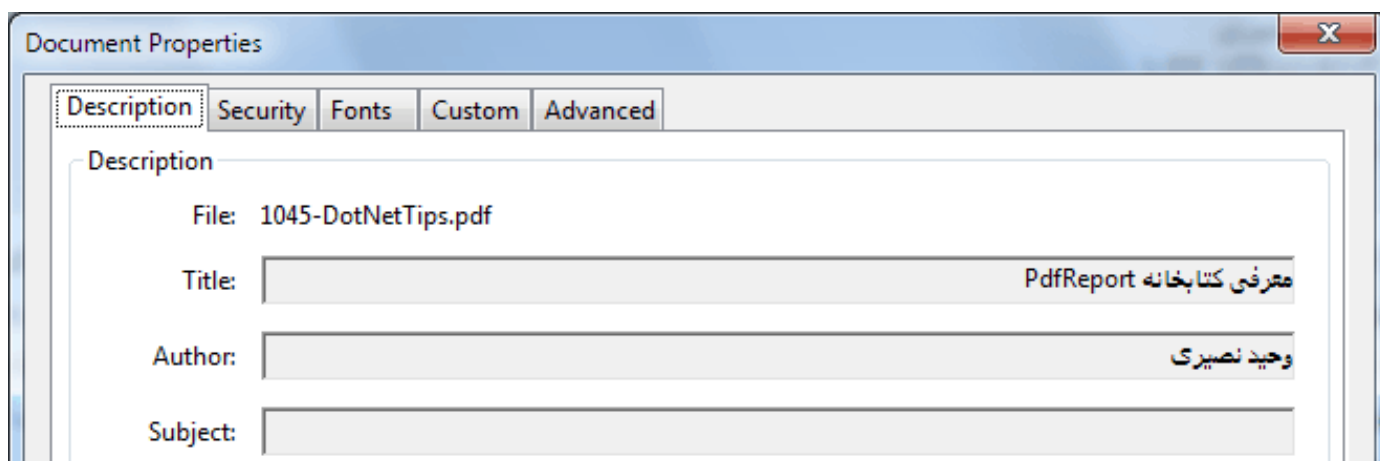 Document Properties
Description Security Fonts Custom Advanced
Description
File: 1045-DotNetTips.pdf
Title: معرفی کتابخانه PdfReport
Author: وحید نصیری
Subject: